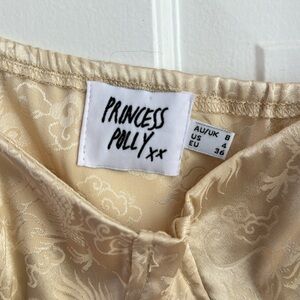 PRINCESS
POLLY xx
AU/UK 8
US 4
EU 36